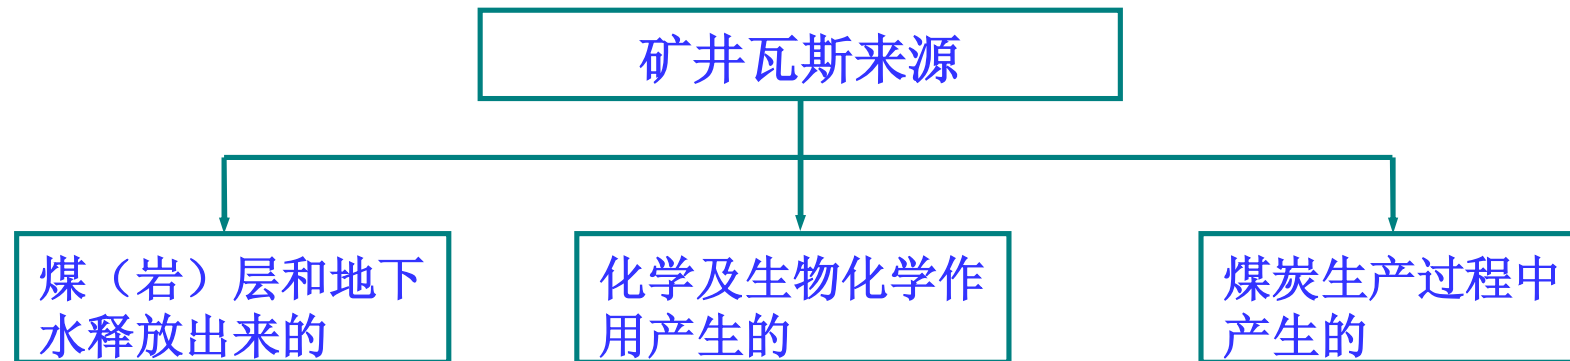 矿井瓦斯来源
煤（岩）层和地下
水释放出来的
化学及生物化学作
用产生的
煤炭生产过程中
产生的